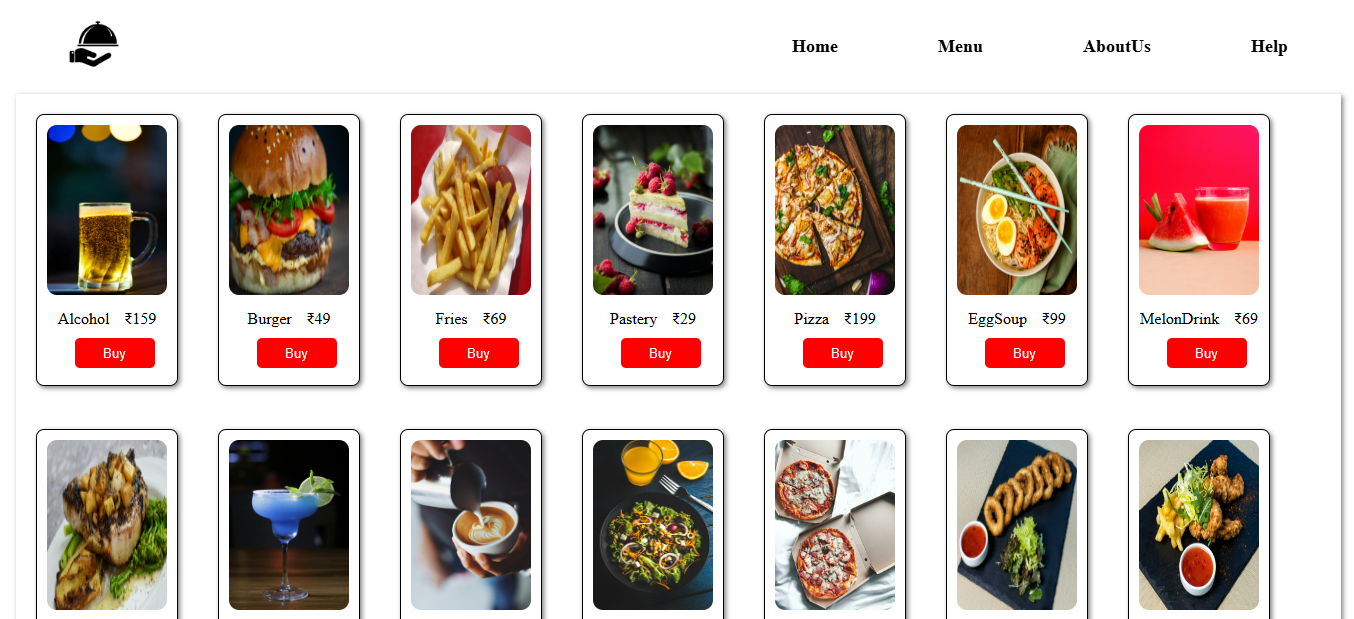 Home Menu AboutUs Help
Alcohol ₹159 Burger ₹49 Fries ₹69 Pastery ₹29 Pizza ₹199 EggSoup ₹99 MelonDrink ₹69
Buy Buy Buy Buy Buy Buy Buy